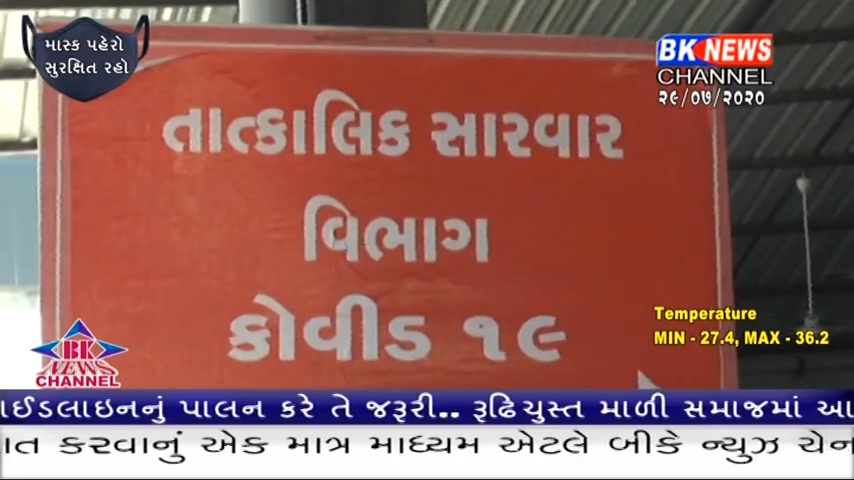 માસ્ક પહેરો
સુરક્ષિત રહો
BK NEWS
CHANNEL
૨૯/૦૭/૨૦૨૦
તાત્કાલિક સારવાર
વિભાગ
કોવીડ ૧૯
Temperature
MIN - 27.4, MAX - 36.2
BK
NEWS
CHANNEL
ાઈડલાઇનનું પાલન કરે તે જરૂરી.. રૂઢિચુસ્ત માળી સમાજમાં આ
ાત કરવાનું એક માત્ર માધ્યમ એટલે બીકે ન્યુઝ ચેન